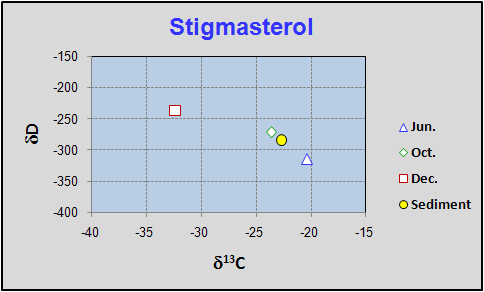 Stigmasterol
-150
-200
-250
-300
-350
-400
δD
-40 -35 -30 -25 -20 -15
δ¹³C
Jun.
Oct.
Dec.
Sediment